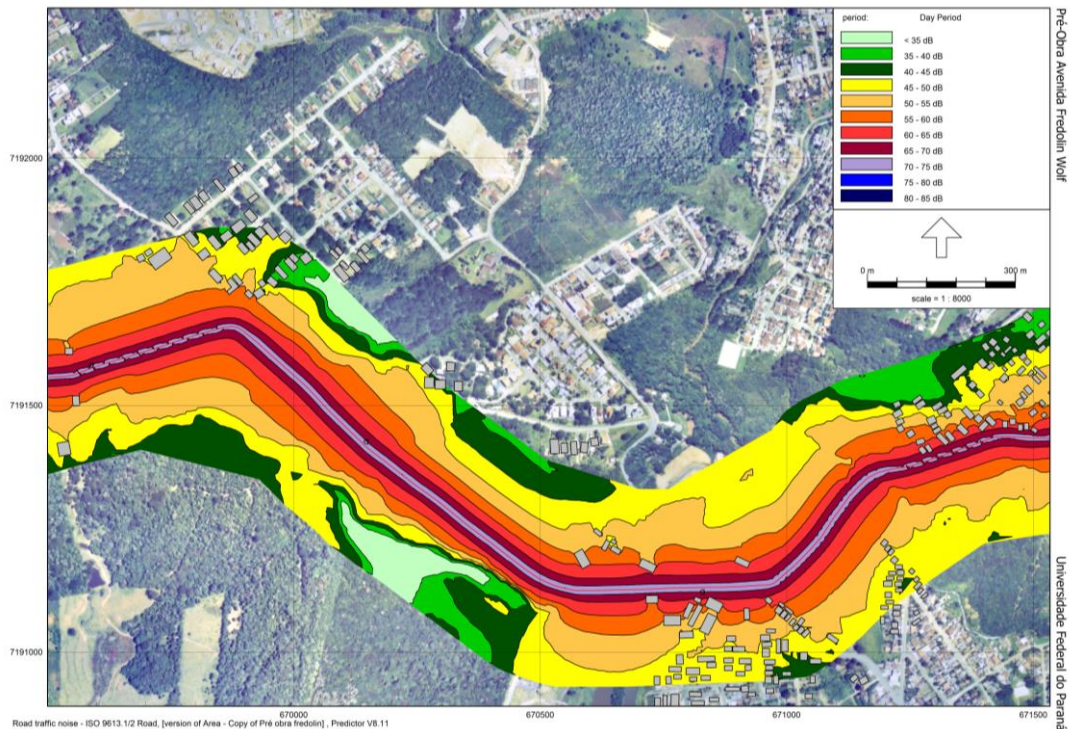 period: Day Period
< 35 dB
35 - 40 dB
40 - 45 dB
45 - 50 dB
50 - 55 dB
55 - 60 dB
60 - 65 dB
65 - 70 dB
70 - 75 dB
75 - 80 dB
80 - 85 dB
0 m 300 m
scale = 1 : 8000
Pré-Obra Avenida Fredolin Wolf
Universidade Federal do Paraná
7192000
7191500
7191000
670000 670500 671000 671500
Road traffic noise - ISO 9613.1/2 Road, [version of Area - Copy of Pré obra fredolin] , Predictor V8.11